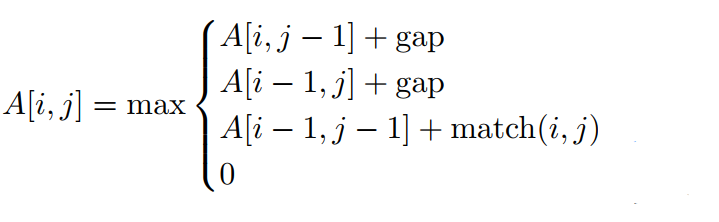 A[i, j − 1] + gap
A[i − 1, j] + gap
A[i, j] = max
A[i − 1, j − 1] + match(i, j)
0